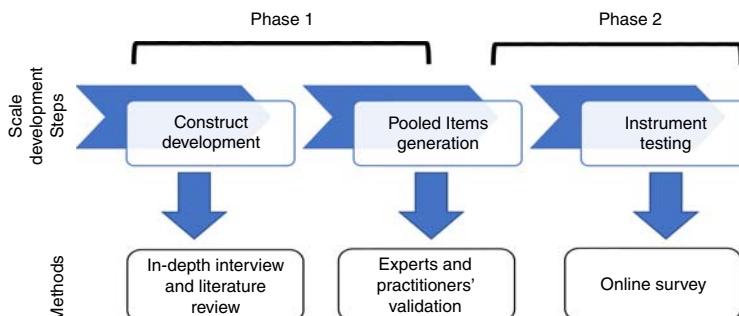 Phase 1
Phase 2
Scale
development
Steps
Construct
development
Pooled Items
generation
Instrument
testing
Methods
In-depth interview
and literature
review
Experts and
practitioners'
validation
Online survey